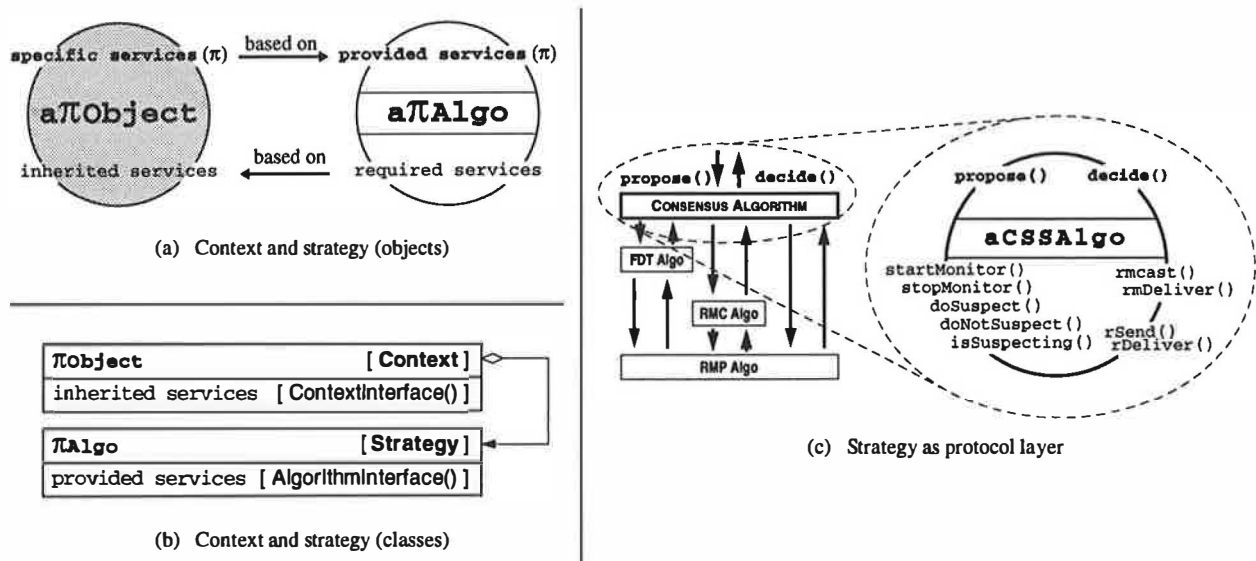 specific services (π)
based on
provided services (π)
aπObject
aπAlgo
inherited services
based on
required services
(a) Context and strategy (objects)
πObject [ Context ]
inherited services [ ContextInterface() ]
πAlgo [ Strategy ]
provided services [ AlgorithmInterface() ]
(b) Context and strategy (classes)
propose() decide()
CONSENSUS ALGORITHM
FDT Algo
RMC Algo
RMP Algo
propose() decide()
aCSSAlgo
startMonitor()
stopMonitor()
doSuspect()
doNotSuspect()
isSuspecting()
rmcast()
rmDeliver()
rSend()
rDeliver()
(c) Strategy as protocol layer